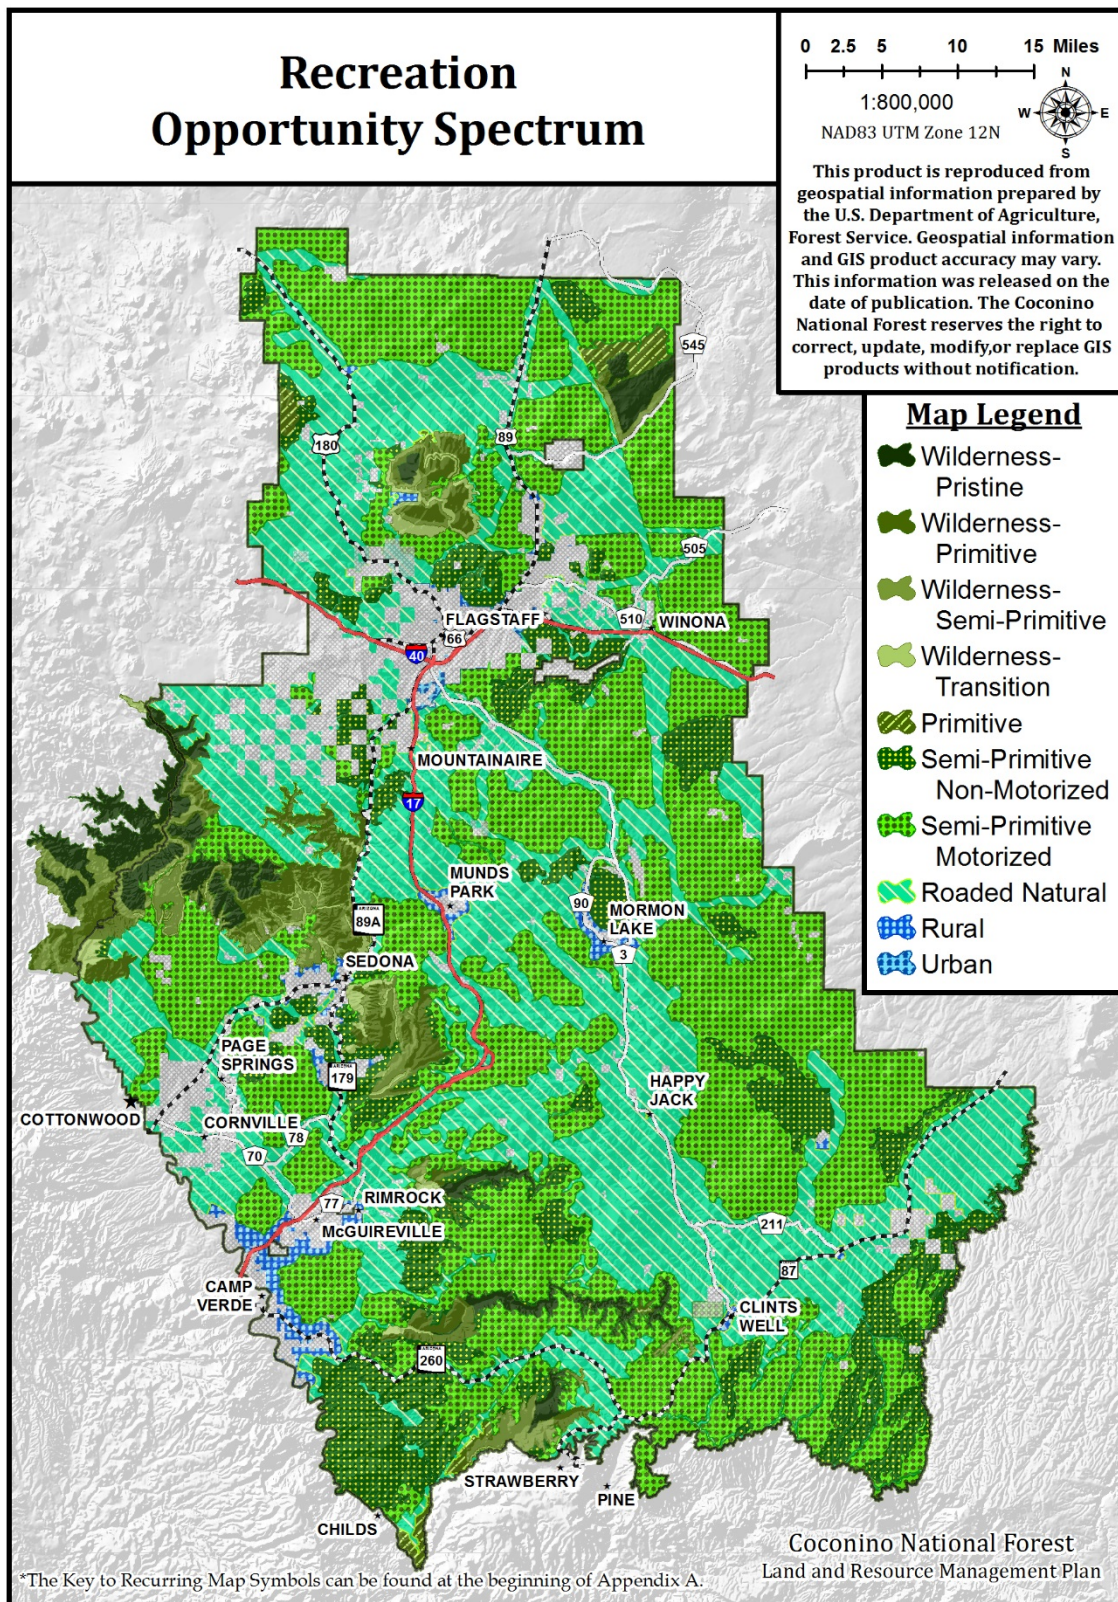 Recreation
Opportunity Spectrum
0 2.5 5 10 15 Miles
1:800,000
NAD83 UTM Zone 12N
N
W E
S
This product is reproduced from
geospatial information prepared by
the U.S. Department of Agriculture,
Forest Service. Geospatial information
and GIS product accuracy may vary.
This information was released on the
date of publication. The Coconino
National Forest reserves the right to
correct, update, modify,or replace GIS
products without notification.
Map Legend
Wilderness-
Pristine
Wilderness-
Primitive
Wilderness-
Semi-Primitive
Wilderness-
Transition
Primitive
Semi-Primitive
Non-Motorized
Semi-Primitive
Motorized
Roaded Natural
Rural
Urban
545
180
89
505
FLAGSTAFF
510
WINONA
66
40
MOUNTAINAIRE
17
MUNDS
PARK
90
MORMON
LAKE
3
ARIZONA
89A
SEDONA
PAGE
SPRINGS
ARIZONA
179
HAPPY
JACK
COTTONWOOD
CORNVILLE
78
70
77
RIMROCK
McGUIREVILLE
211
87
CAMP
VERDE
CLINTS
WELL
ARIZONA
260
STRAWBERRY
PINE
CHILDS
Coconino National Forest
Land and Resource Management Plan
*The Key to Recurring Map Symbols can be found at the beginning of Appendix A.